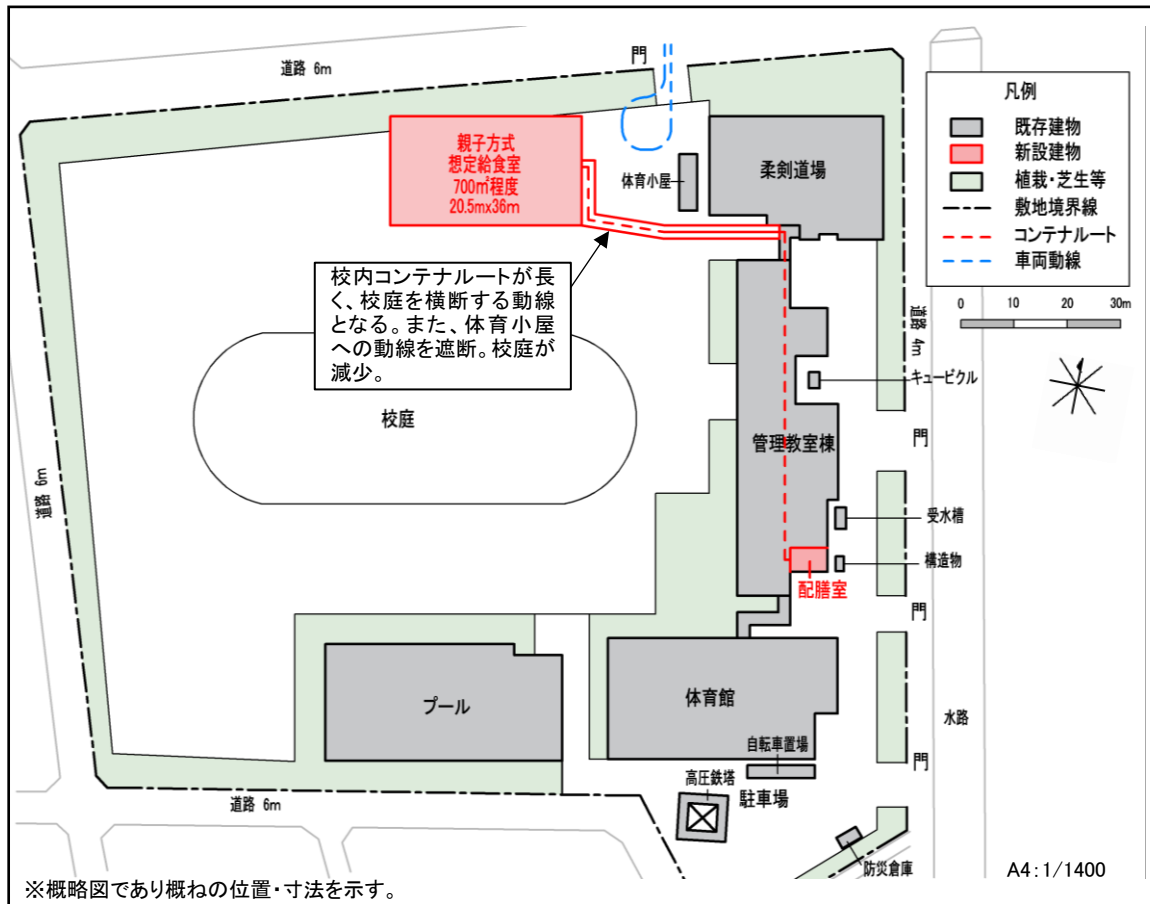 道路 6m
門
凡例
既存建物
新設建物
植栽・芝生等
敷地境界線
コンテナルート
車両動線
0 10 20 30m
親子方式
想定給食室
700㎡程度
20.5mx36m
体育小屋
柔剣道場
校内コンテナルートが長
く、校庭を横断する動線
となる。また、体育小屋
への動線を遮断。校庭が
減少。
道路 4m
キュービクル
校庭
管理教室棟
門
道路 6m
受水槽
構造物
配膳室
門
プール
体育館
水路
自転車置場
門
高圧鉄塔
駐車場
道路 6m
防災倉庫
A4:1/1400
※概略図であり概ねの位置・寸法を示す。